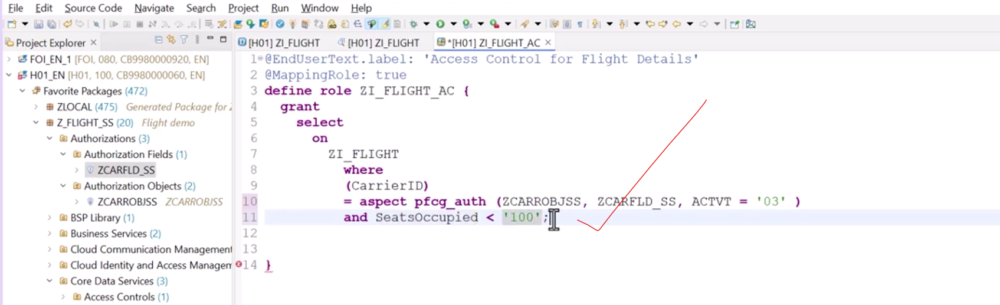 File Edit Source Code Navigate Search Project Run Window Help
Project Explorer
[H01] ZI_FLIGHT
[H01] ZI_FLIGHT
*[H01] ZI_FLIGHT_AC
FOI_EN_1 [FOI, 080, CB9980000920, EN]
H01_EN [H01, 100, CB9980000060, EN]
Favorite Packages (472)
ZLOCAL (475) Generated Package for
Z_FLIGHT_SS (20) Flight demo
Authorizations (3)
Authorization Fields (1)
ZCARFLD_SS
Authorization Objects (2)
ZCARROBJSS ZCARROBJSS
BSP Library (1)
Business Services (2)
Cloud Communication Management
Cloud Identity and Access Managem
Core Data Services (3)
Access Controls (1)
1 @EndUserText.label: 'Access Control for Flight Details'
2 @MappingRole: true
3 define role ZI_FLIGHT_AC {
4 grant
5 select
6 on
7 ZI_FLIGHT
8 where
9 (CarrierID)
10 = aspect pfcg_auth (ZCARROBJSS, ZCARFLD_SS, ACTVT = '03' )
11 and SeatsOccupied < '100';
12
13
14 }